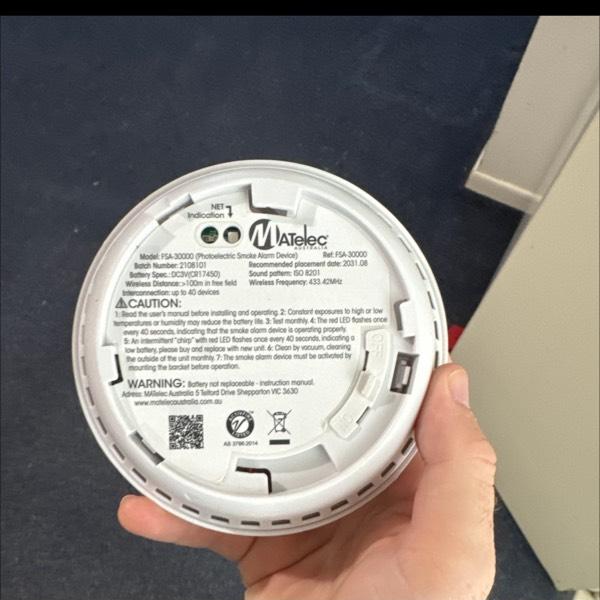 NET
Indication
MATelec
AUSTRALIA
Model: FSA-30000 (Photoelectric Smoke Alarm Device) Ref: FSA-30000
Batch Number: 2108101 Recommended placement date: 2031.08
Battery Spec.: DC3V(CR17450) Sound pattern: ISO 8201
Wireless Distance: >100m in free field Wireless Frequency: 433.42MHz
Interconnection: up to 40 devices
CAUTION:
1: Read the user's manual before installing and operating. 2: Constant exposures to high or low
temperatures or humidity may reduce the battery life. 3: Test monthly. 4: The red LED flashes once
every 40 seconds, indicating that the smoke alarm device is operating properly.
5: An intermittent "chirp" with red LED flashes once every 40 seconds, indicating a
low battery, please buy and replace with new unit. 6: Clean by vacuum, cleaning
the outside of the unit monthly. 7: The smoke alarm device must be activated by
mounting the barcket before operation.
WARNING: Battery not replaceable - instruction manual.
Adress: MATelec Australia 5 Telford Drive Shepparton VIC 3630
www.matelecaustralia.com.au
AS 3786:2014